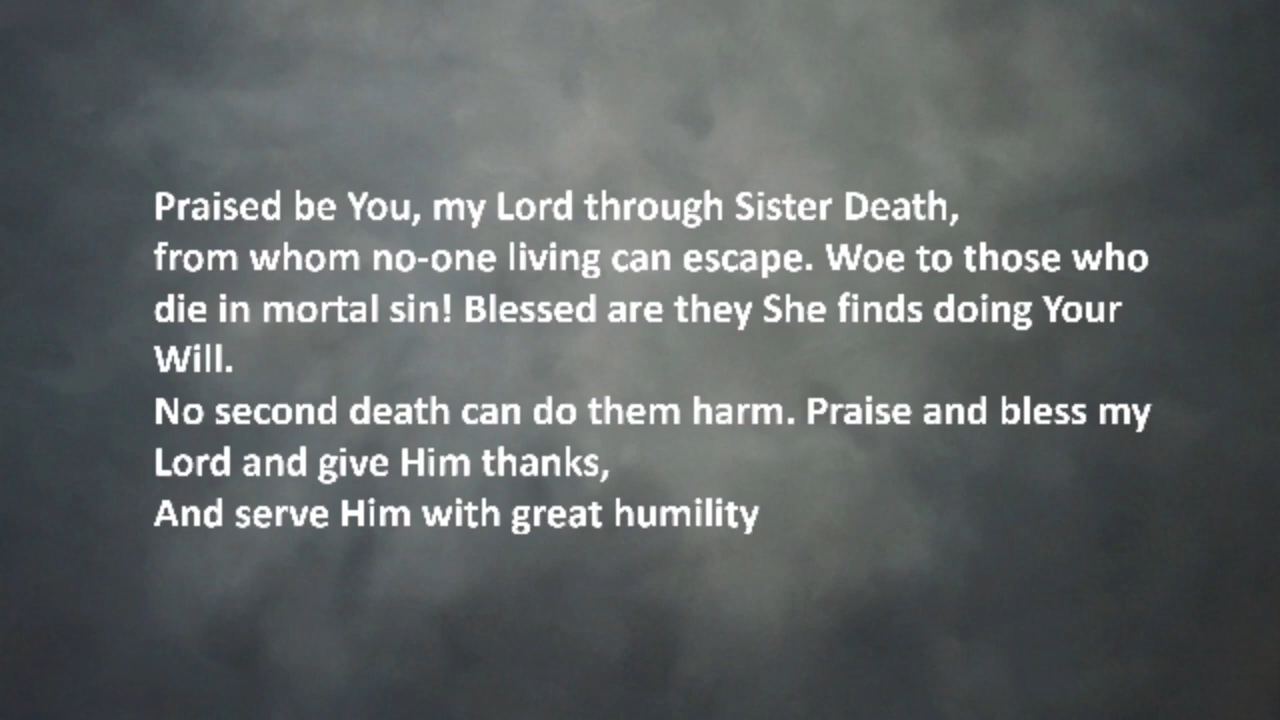 Praised be You, my Lord through Sister Death,
from whom no-one living can escape. Woe to those who
die in mortal sin! Blessed are they She finds doing Your
Will.
No second death can do them harm. Praise and bless my
Lord and give Him thanks,
And serve Him with great humility